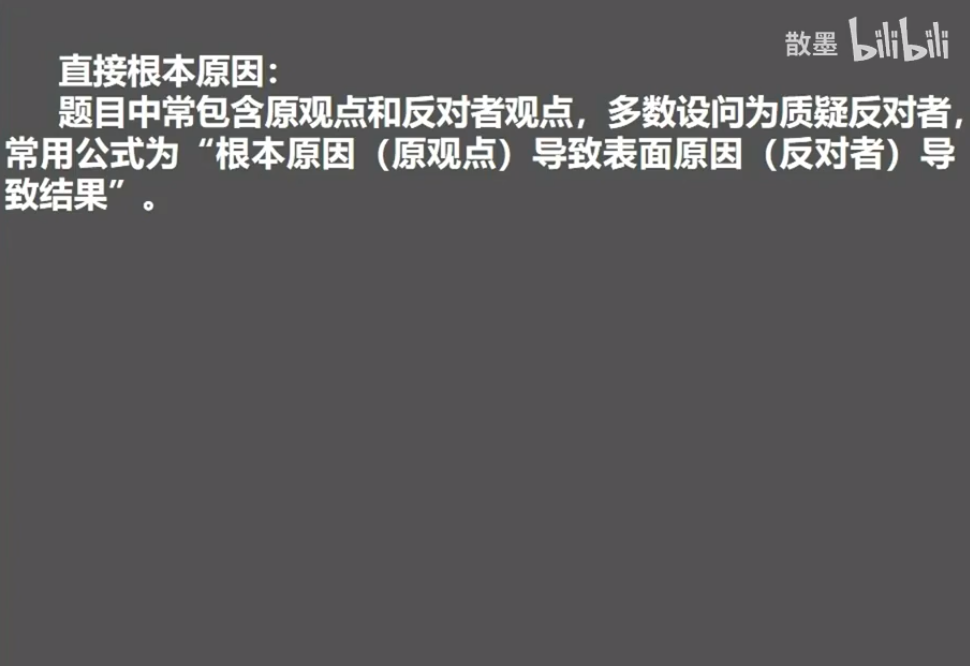 散墨 bilibili
直接根本原因：
题目中常包含原观点和反对者观点，多数设问为质疑反对者，
常用公式为“根本原因（原观点）导致表面原因（反对者）导
致结果”。